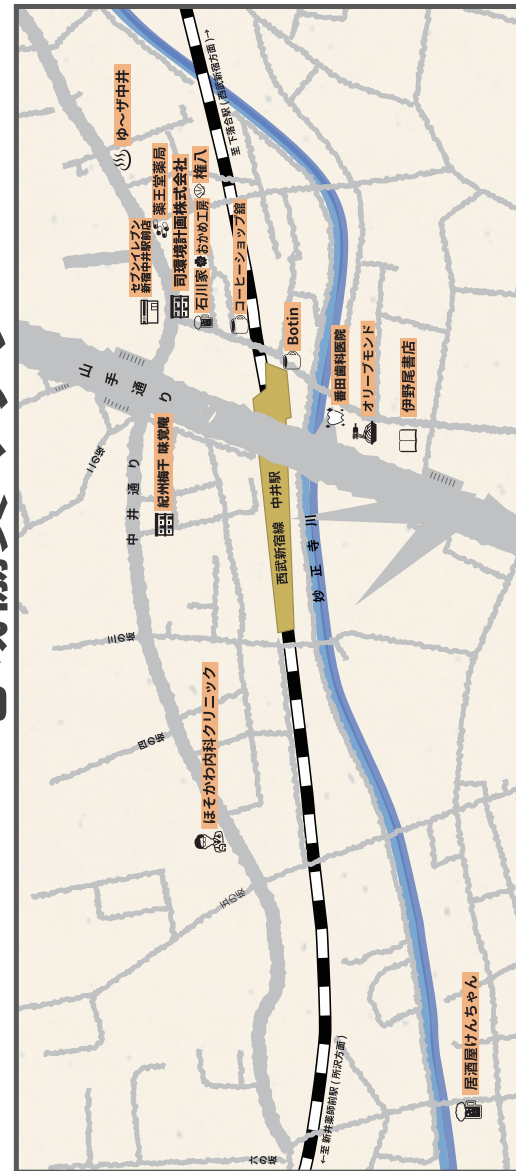 ゆ〜ザ中井
薬王堂薬局
セブンイレブン
新宿中井駅前店
司環境計画株式会社
権八
石川家
おかめ工房
コーヒーショップ舘
Botin
番田歯科医院
オリーブモンド
伊野尾書店
至 下落合駅(西武新宿方面)→
山手通り
二の坂
中井通り
紀州梅干 味覚庵
西武新宿線 中井駅
妙正寺川
三の坂
四の坂
ほそかわ内科クリニック
五の坂
六の坂
←至 新井薬師前駅(所沢方面)
居酒屋けんちゃん